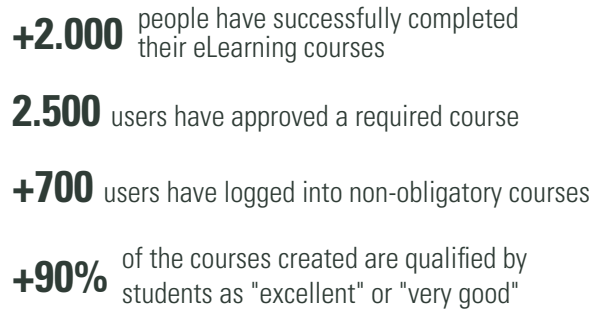 +2.000 people have successfully completed
their eLearning courses
2.500 users have approved a required course
+700 users have logged into non-obligatory courses
+90% of the courses created are qualified by
students as "excellent" or "very good"